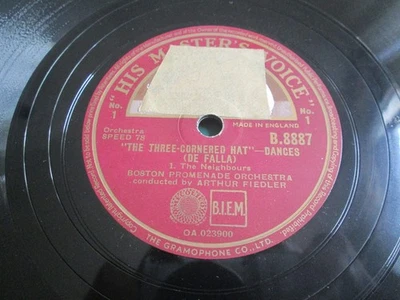 "HIS MASTER'S VOICE"
No. 1
No. 1
MADE IN ENGLAND
Orchestra
SPEED 78
B.8887
"THE THREE-CORNERED HAT"—DANCES
(DE FALLA)
1. The Neighbours
BOSTON PROMENADE ORCHESTRA
conducted by ARTHUR FIEDLER
B.I.E.M.
OA 023900
THE GRAMOPHONE CO., LTD.